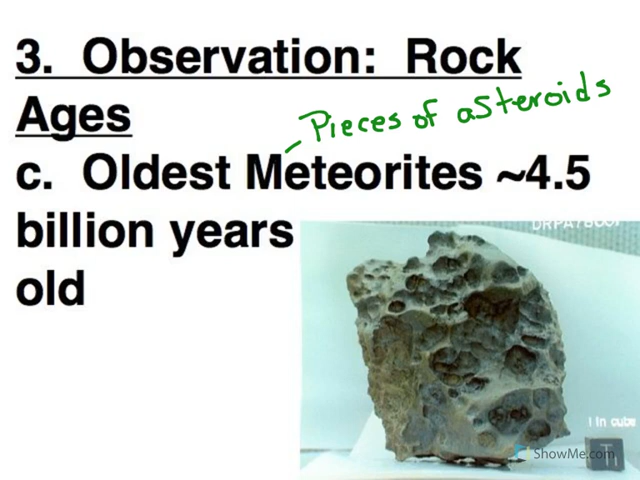 3. Observation: Rock
Ages
Pieces of asteroids
c. Oldest Meteorites ~4.5
billion years
old
1 in cube
ShowMe.com